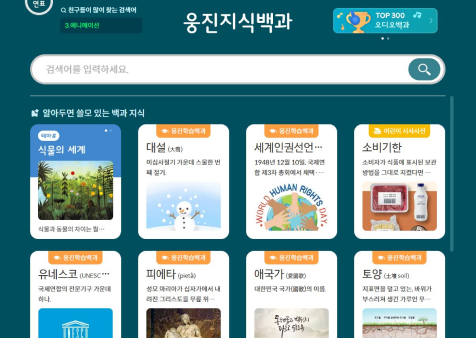 연표
친구들이 많이 찾는 검색어
3 애니메이션
웅진지식백과
TOP 300
오디오백과
검색어를 입력하세요.
알아두면 쓸모 있는 백과 지식
테마로
식물의 세계
식물과 동물의 차이는 뭘…
웅진학습백과
대설 (大雪)
이십사절기 가운데 스물한 번
째 절기.
웅진학습백과
세계인권선언…
1948년 12월 10일, 국제연
합 제3차 총회에서 채택…
WORLD HUMAN RIGHTS DAY
어린이 시사사전
소비기한
소비자가 식품에 표시된 보관
방법을 그대로 지켰다면…
웅진학습백과
유네스코 (UNESC…
국제연합의 전문기구 가운데
하나.
웅진학습백과
피에타 (pietà)
성모 마리아가 십자가에서 내
려진 그리스도를 무릎 위…
웅진학습백과
애국가 (愛國歌)
대한민국 국가(國歌)의 이름.
웅진학습백과
토양 (土壤 soil)
지표면을 덮고 있는, 바위가
부스러져 생긴 가루인 무…